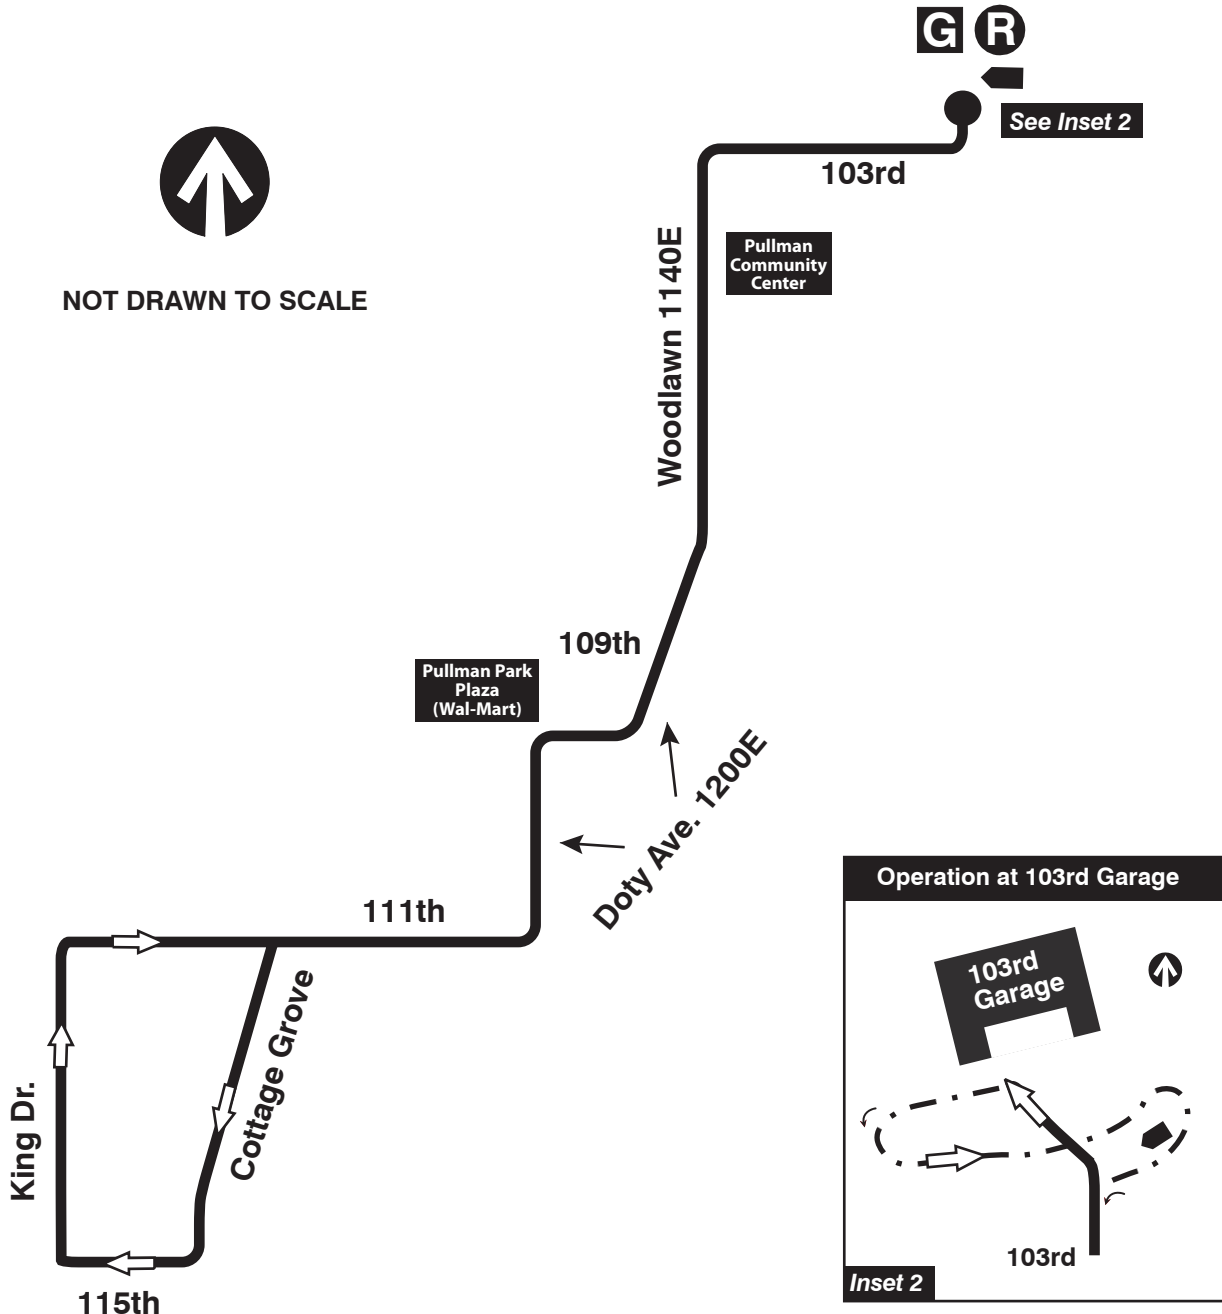 G R
See Inset 2
103rd
Woodlawn 1140E
Pullman
Community
Center
NOT DRAWN TO SCALE
109th
Pullman Park
Plaza
(Wal-Mart)
Doty Ave. 1200E
111th
Cottage Grove
King Dr.
115th
Operation at 103rd Garage
103rd
Garage
103rd
Inset 2